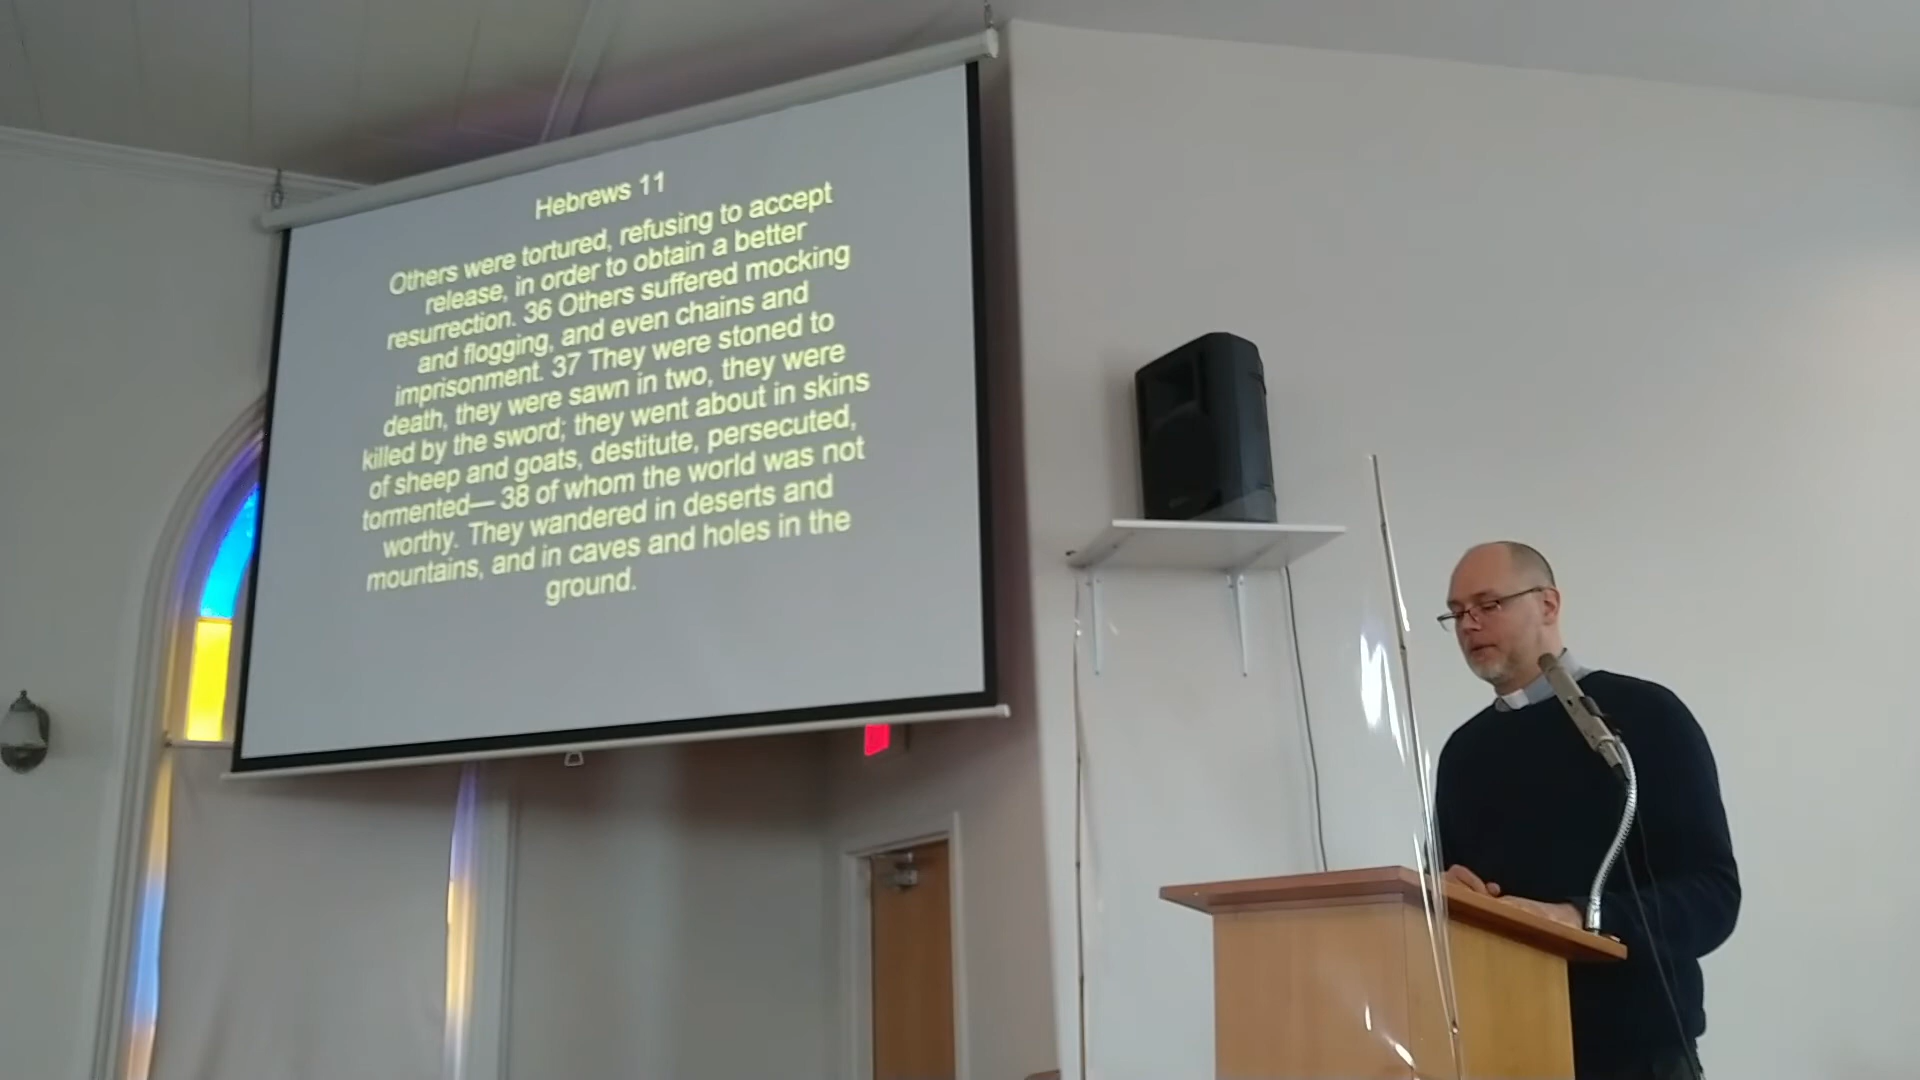 Hebrews 11
Others were tortured, refusing to accept
release, in order to obtain a better
resurrection. 36 Others suffered mocking
and flogging, and even chains and
imprisonment. 37 They were stoned to
death, they were sawn in two, they were
killed by the sword; they went about in skins
of sheep and goats, destitute, persecuted,
tormented— 38 of whom the world was not
worthy. They wandered in deserts and
mountains, and in caves and holes in the
ground.